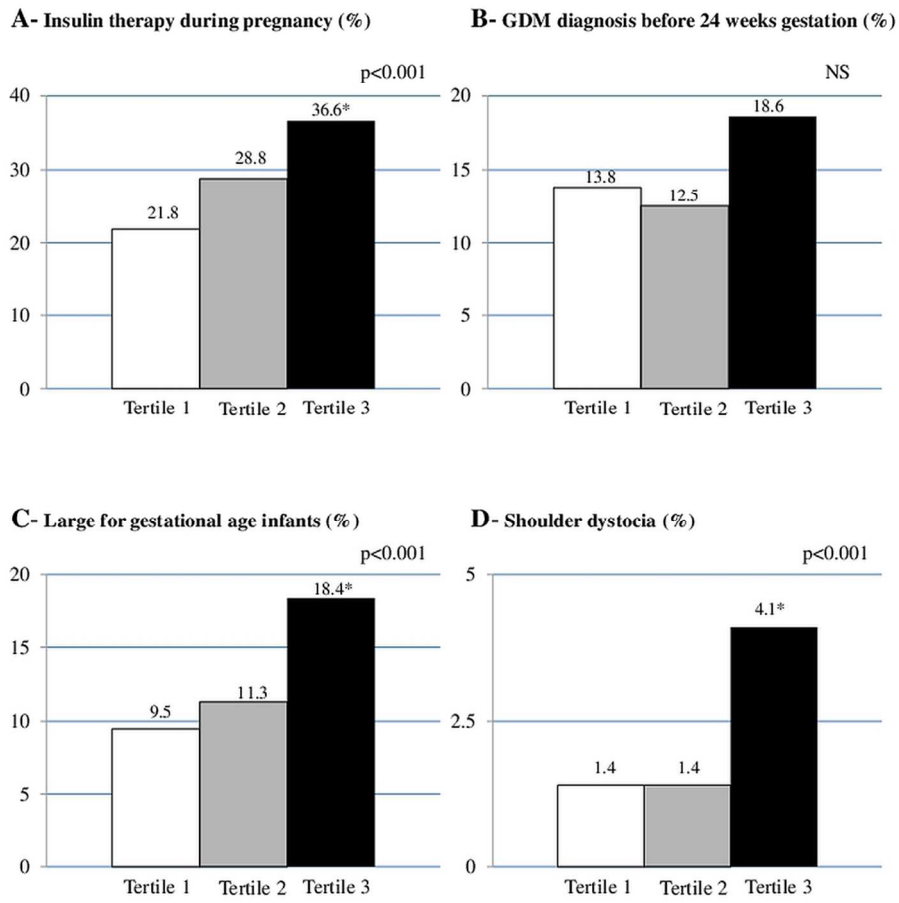 A- Insulin therapy during pregnancy (%)
p<0.001
40
30
20
10
0
21.8
28.8
36.6*
Tertile 1 Tertile 2 Tertile 3
B- GDM diagnosis before 24 weeks gestation (%)
NS
20
15
10
5
0
13.8
12.5
18.6
Tertile 1 Tertile 2 Tertile 3
C- Large for gestational age infants (%)
p<0.001
20
15
10
5
0
9.5
11.3
18.4*
Tertile 1 Tertile 2 Tertile 3
D- Shoulder dystocia (%)
p<0.001
5
2.5
0
1.4
1.4
4.1*
Tertile 1 Tertile 2 Tertile 3